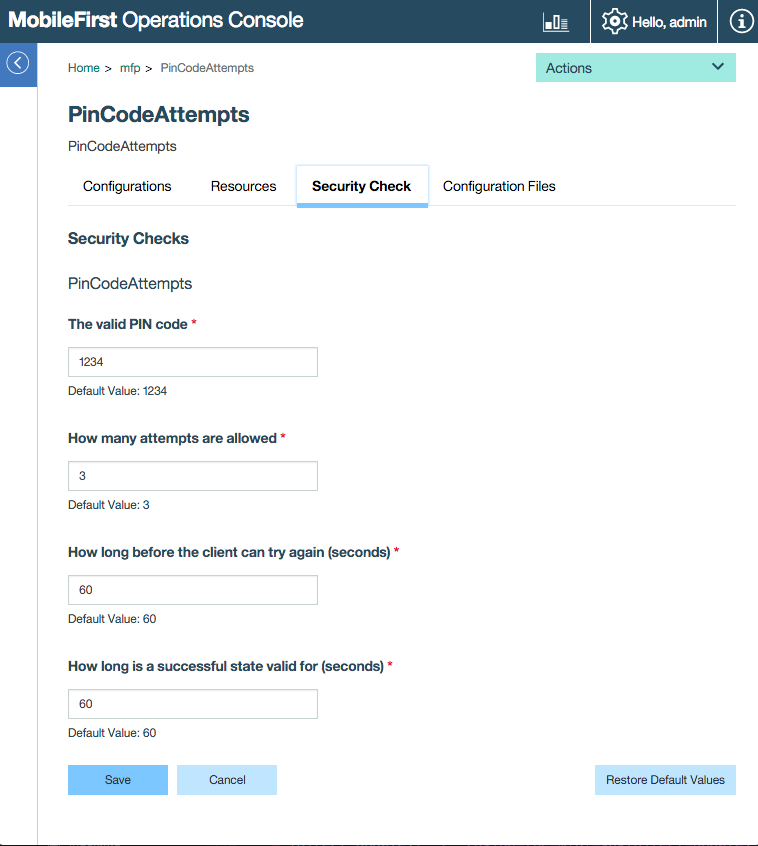 MobileFirst Operations Console
Hello, admin
Home > mfp > PinCodeAttempts
Actions
PinCodeAttempts
PinCodeAttempts
Configurations Resources Security Check Configuration Files
Security Checks
PinCodeAttempts
The valid PIN code *
1234
Default Value: 1234
How many attempts are allowed *
3
Default Value: 3
How long before the client can try again (seconds) *
60
Default Value: 60
How long is a successful state valid for (seconds) *
60
Default Value: 60
Save Cancel Restore Default Values